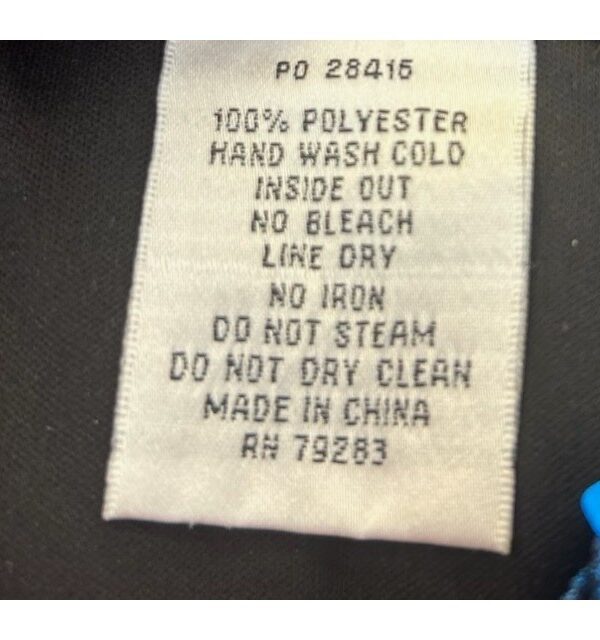 PO 28415
100% POLYESTER
HAND WASH COLD
INSIDE OUT
NO BLEACH
LINE DRY
NO IRON
DO NOT STEAM
DO NOT DRY CLEAN
MADE IN CHINA
RN 79283